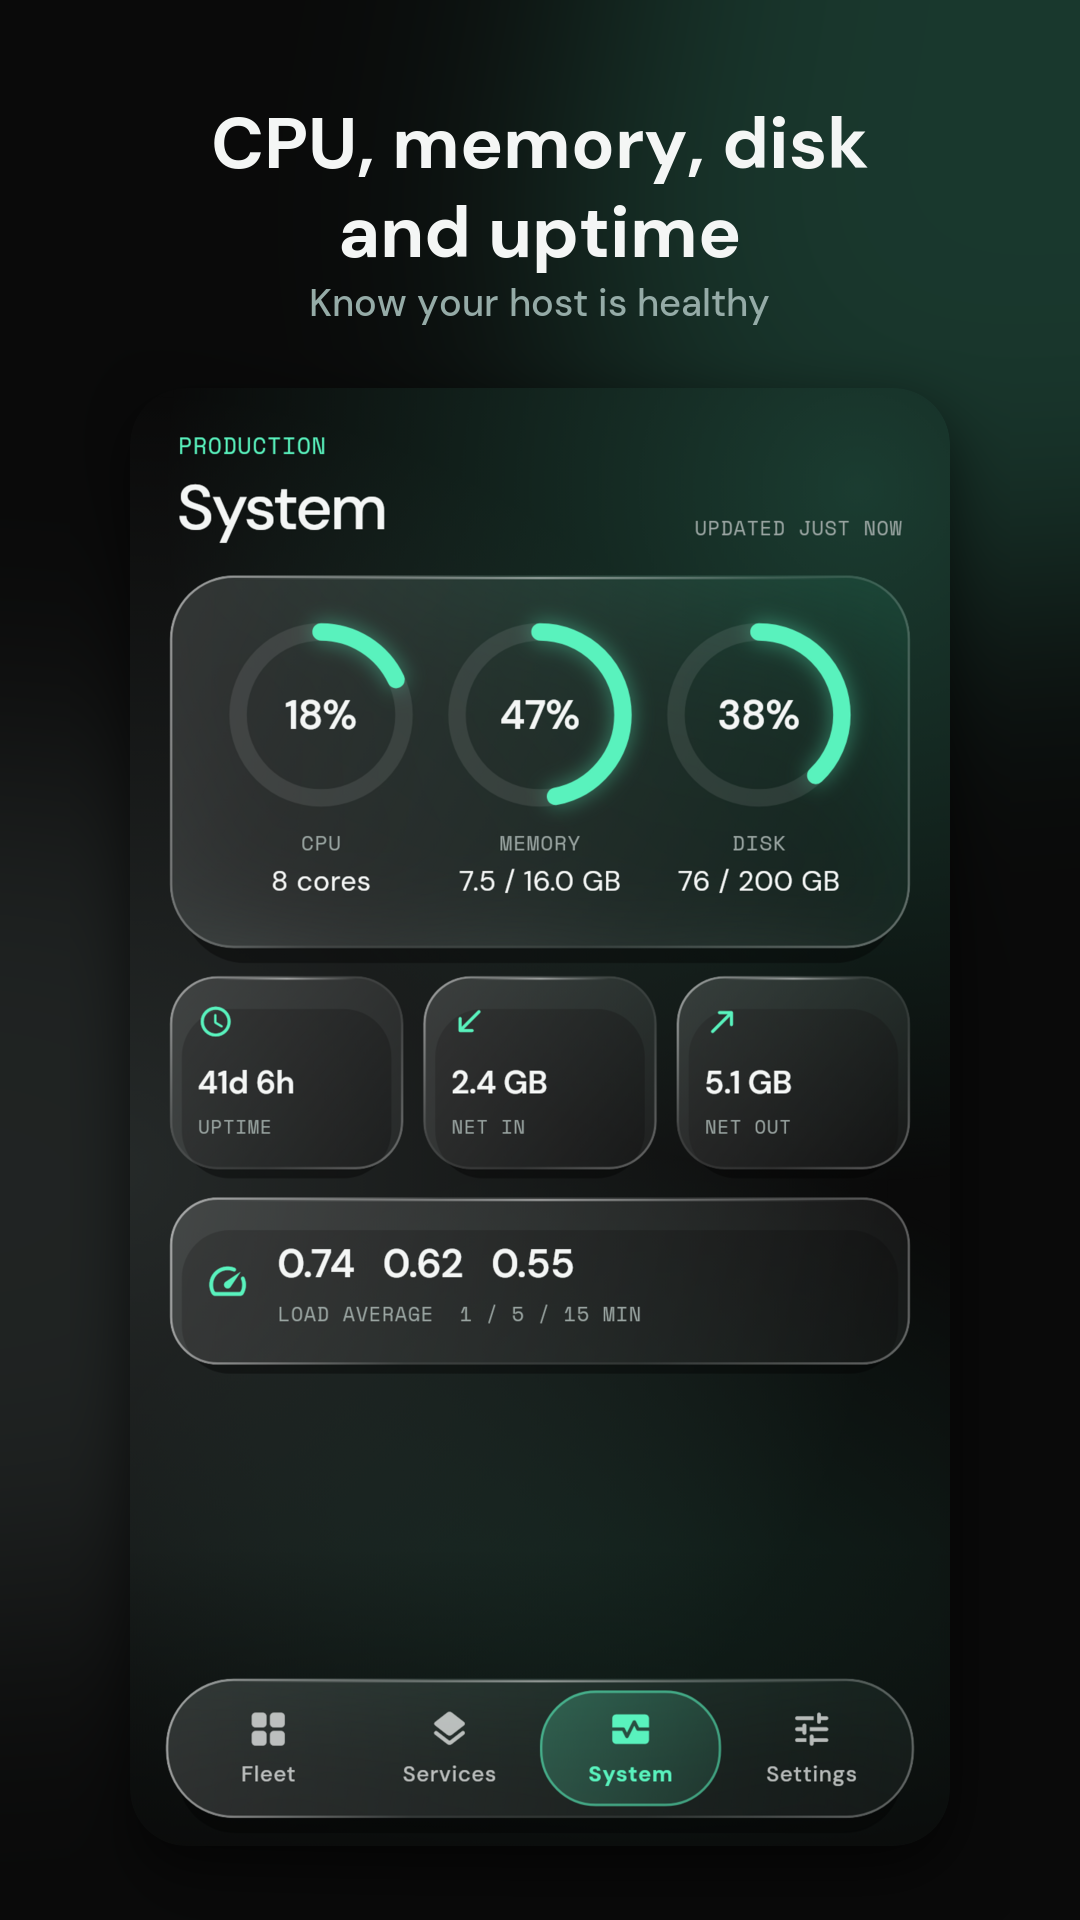 CPU, memory, disk
and uptime
Know your host is healthy
PRODUCTION
System
UPDATED JUST NOW
18%
47%
38%
CPU
MEMORY
DISK
8 cores
7.5 / 16.0 GB
76 / 200 GB
41d 6h
2.4 GB
5.1 GB
UPTIME
NET IN
NET OUT
0.74 0.62 0.55
LOAD AVERAGE 1 / 5 / 15 MIN
Fleet
Services
System
Settings